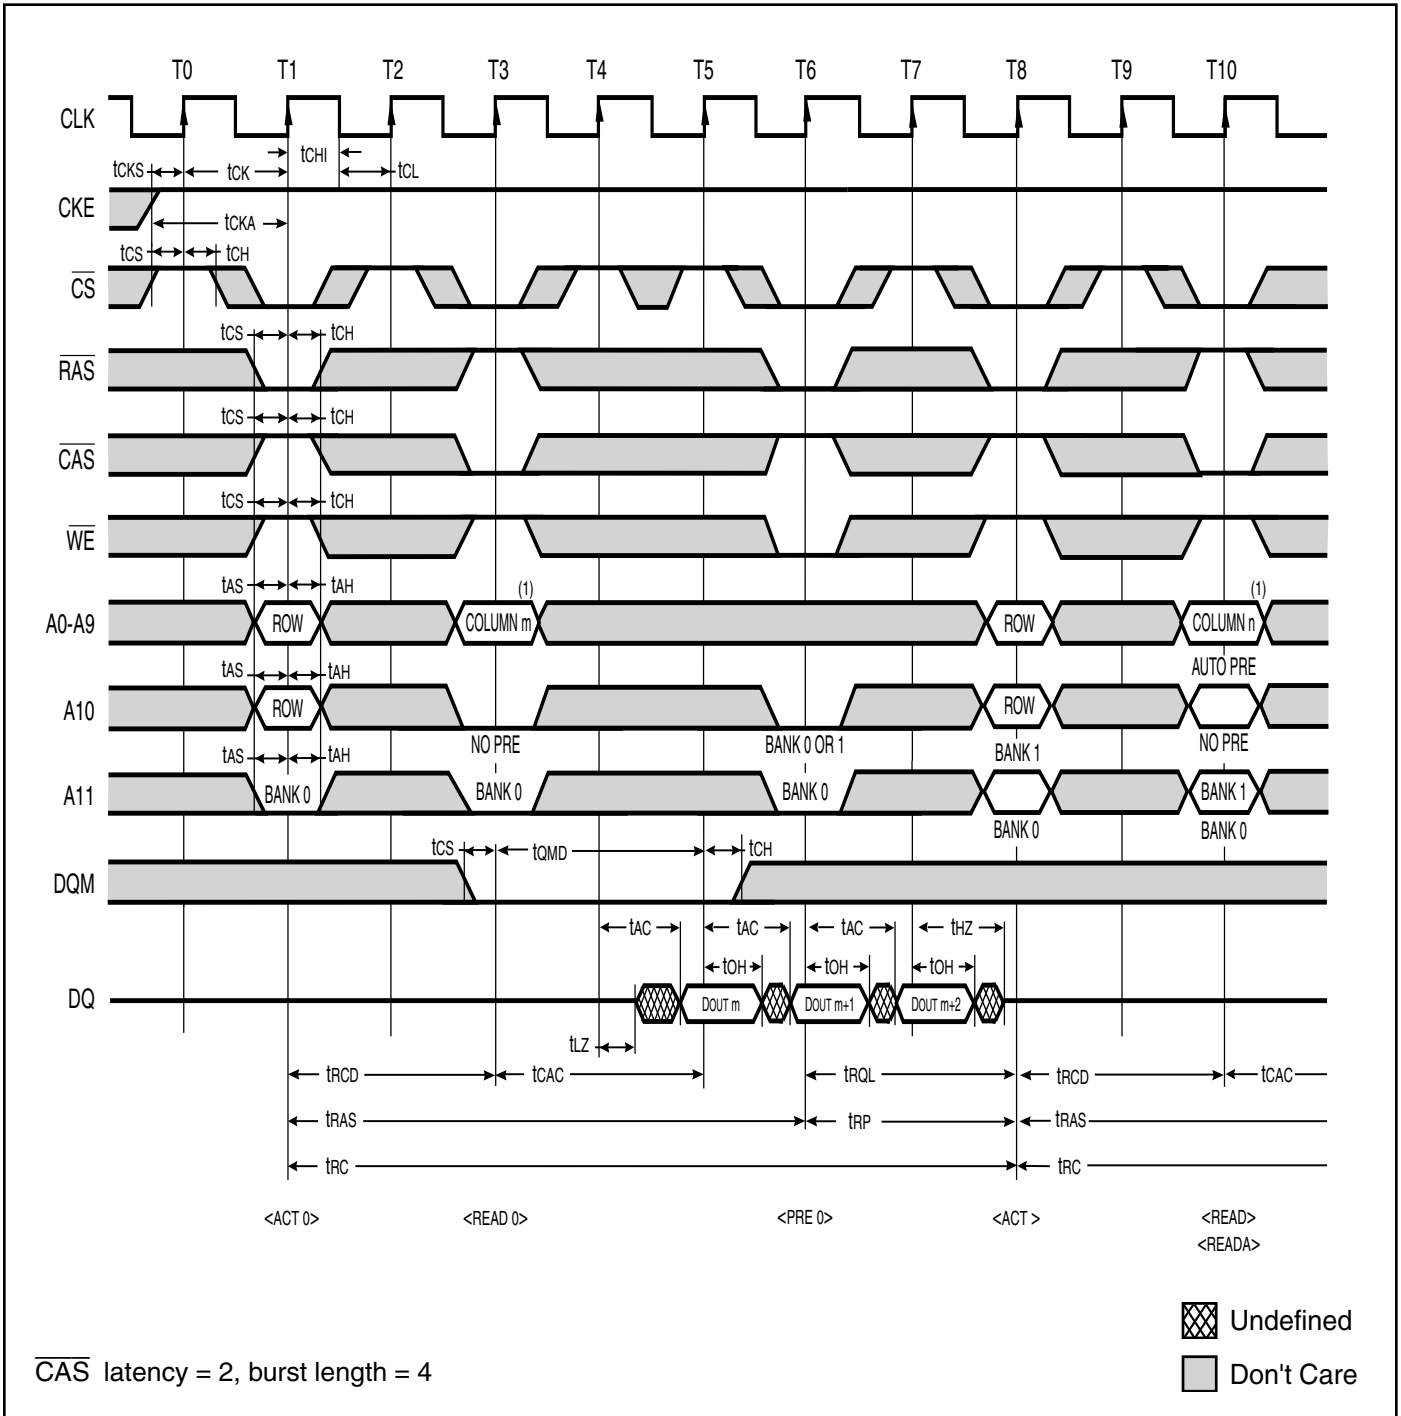 T0 T1 T2 T3 T4 T5 T6 T7 T8 T9 T10
CLK
tCHI
tCKS tCK tCL
CKE
tCKA
tCS tCH
CS
tCS tCH
RAS
tCS tCH
CAS
tCS tCH
WE
tAS tAH (1) (1)
A0-A9 ROW COLUMN m ROW COLUMN n
tAS tAH AUTO PRE
A10 ROW ROW
NO PRE BANK 0 OR 1 BANK 1 NO PRE
tAS tAH
A11 BANK 0 BANK 0 BANK 0 BANK 1
BANK 0 BANK 0
tCS tQMD tCH
DQM
tAC tAC tAC tHZ
tOH tOH tOH
DQ DOUT m DOUT m+1 DOUT m+2
tLZ
tRCD tCAC tRQL tRCD tCAC
tRAS tRP tRAS
tRC tRC
<ACT 0> <READ 0> <PRE 0> <ACT > <READ>
<READA>
Undefined
CAS latency = 2, burst length = 4
Don't Care